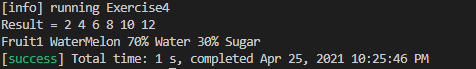 [info] running Exercise4
Result = 2 4 6 8 10 12
Fruit1 WaterMelon 70% Water 30% Sugar
[success] Total time: 1 s, completed Apr 25, 2021 10:25:46 PM